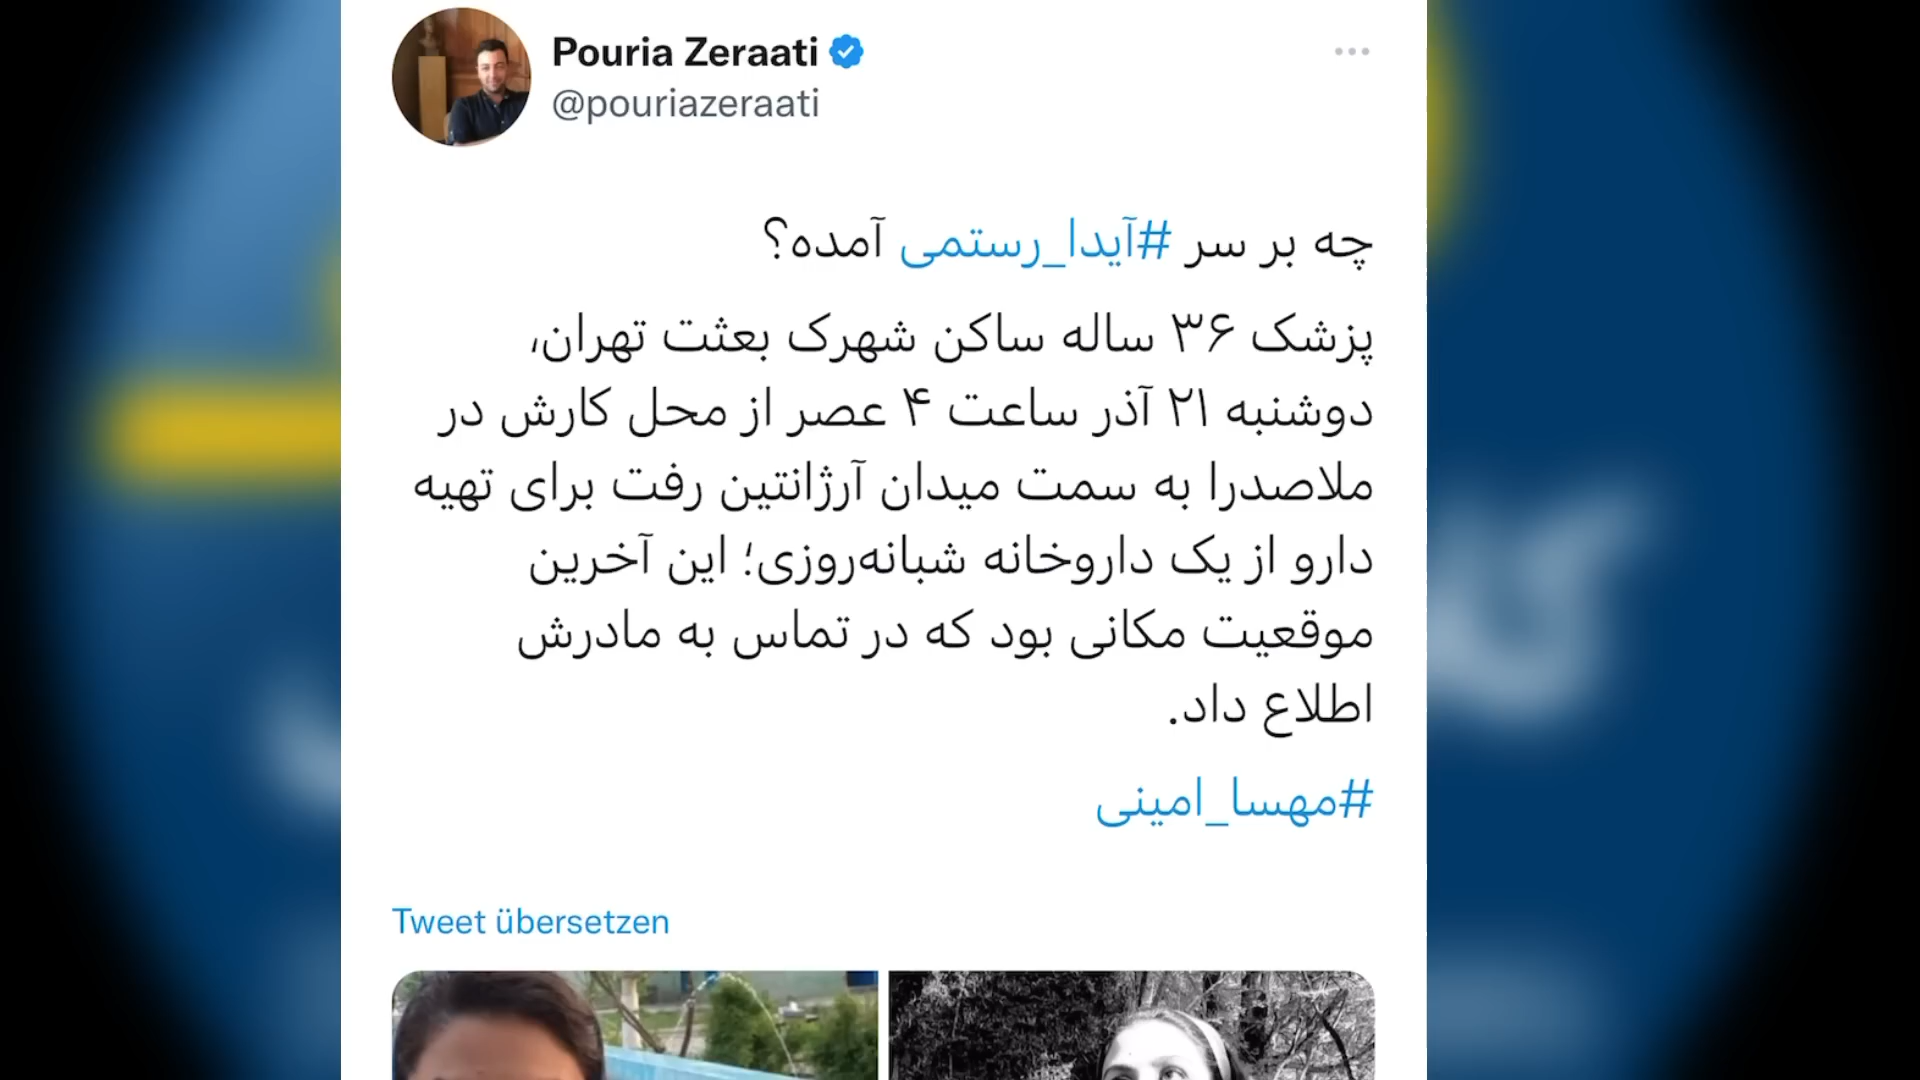 Pouria Zeraati
@pouriazeraati
چه بر سر #آیدا_رستمی آمده؟
پزشک ۳۶ ساله ساکن شهرک بعثت تهران،
دوشنبه ۲۱ آذر ساعت ۴ عصر از محل کارش در
ملاصدرا به سمت میدان آرژانتین رفت برای تهیه
دارو از یک داروخانه شبانه‌روزی؛ این آخرین
موقعیت مکانی بود که در تماس به مادرش
اطلاع داد.
#مهسا_امینی
Tweet übersetzen